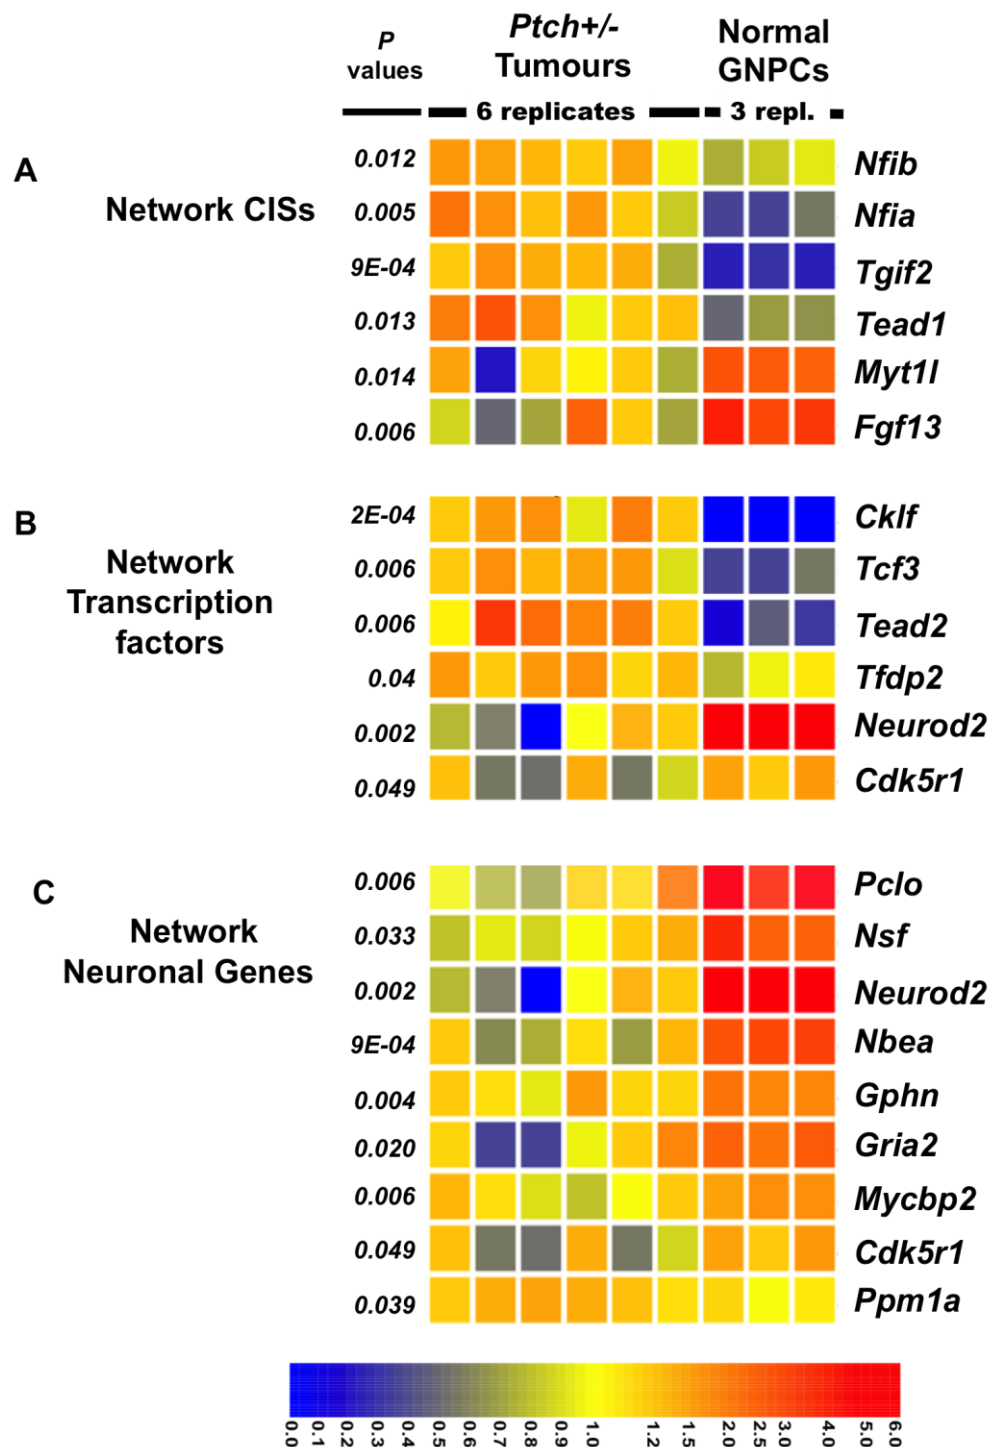 P
values
Ptch+/-
Tumours
Normal
GNPCs
6 replicates
3 repl.
A
Network CISs
0.012 Nfib
0.005 Nfia
9E-04 Tgif2
0.013 Tead1
0.014 Myt1l
0.006 Fgf13
B
Network
Transcription
factors
2E-04 Cklf
0.006 Tcf3
0.006 Tead2
0.04 Tfdp2
0.002 Neurod2
0.049 Cdk5r1
C
Network
Neuronal Genes
0.006 Pclo
0.033 Nsf
0.002 Neurod2
9E-04 Nbea
0.004 Gphn
0.020 Gria2
0.006 Mycbp2
0.049 Cdk5r1
0.039 Ppm1a
0.0 0.1 0.2 0.3 0.4 0.5 0.6 0.8 0.9 1.0 1.2 1.5 2.0 2.5 3.0 4.0 5.0 6.0